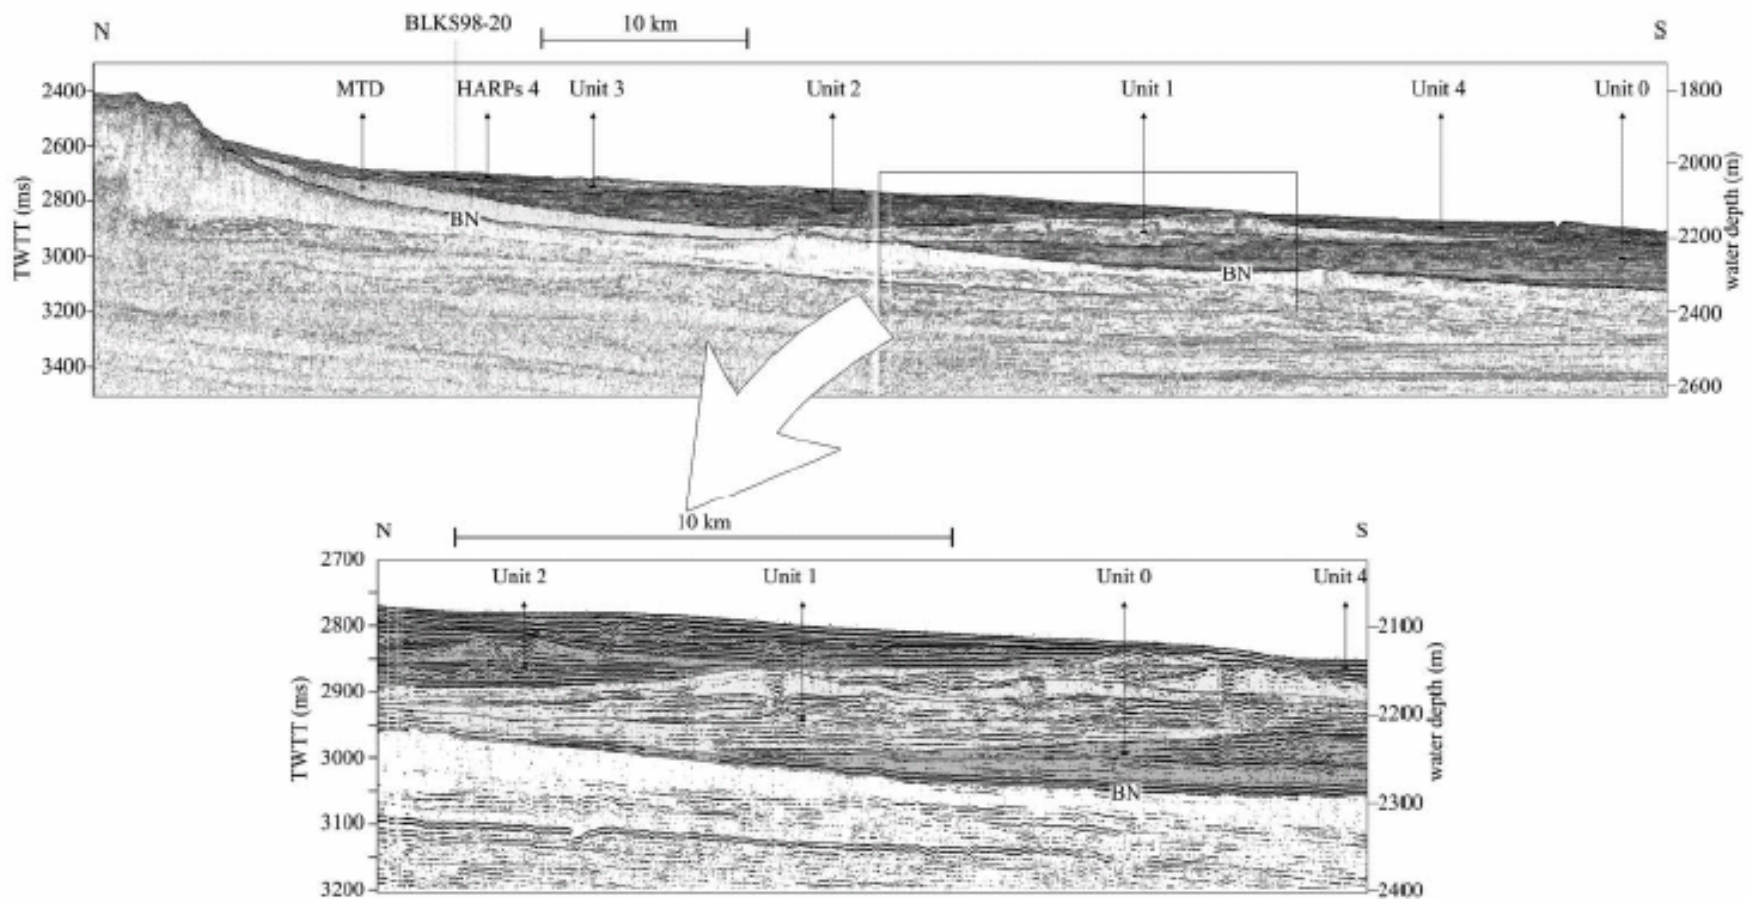 N BLKS98-20 10 km S
MTD HARPs 4 Unit 3 Unit 2 Unit 1 Unit 4 Unit 0
2400 1800
2600 2000
2800
3000 2200
3200 2400
3400 2600
TWTT (ms)
water depth (m)
BN
BN
10 km
N S
2700
Unit 2 Unit 1 Unit 0 Unit 4
2800 2100
2900
2200
3000
2300
3100
3200 2400
TWTT (ms)
water depth (m)
BN